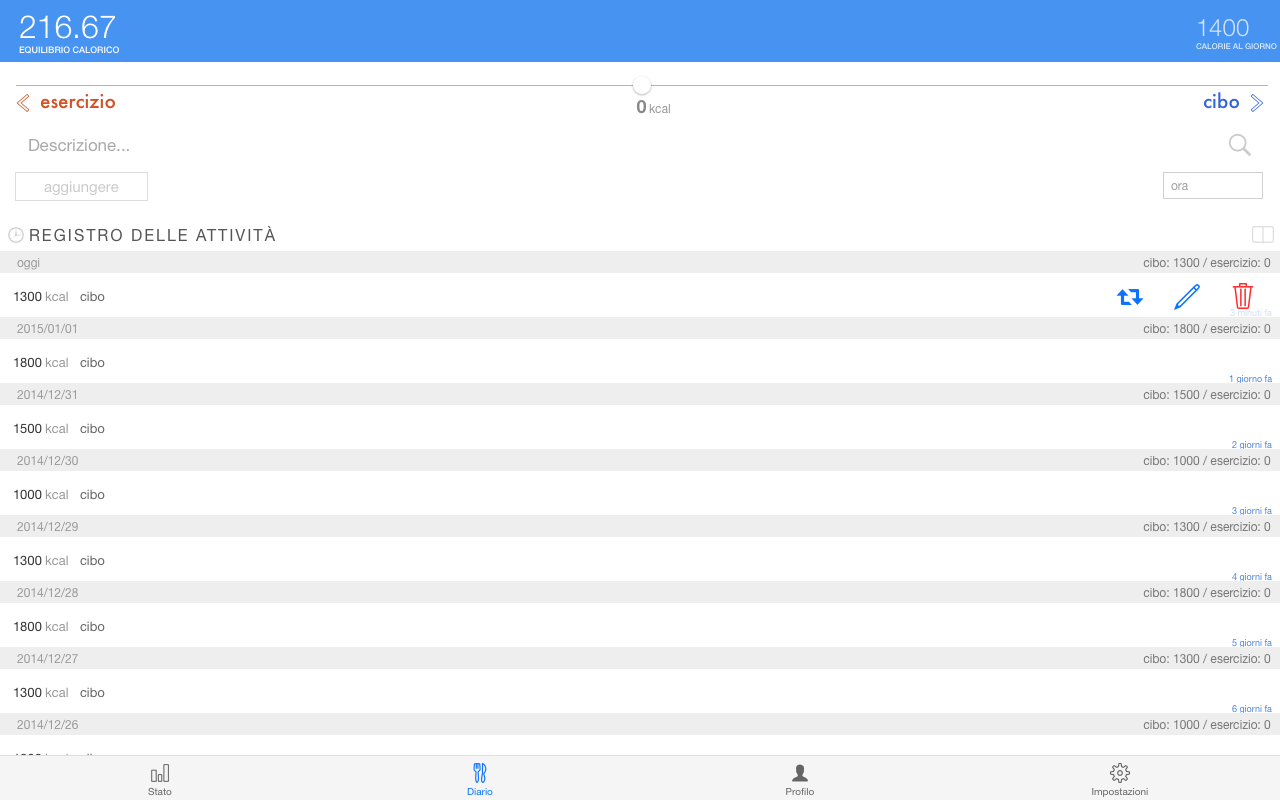 216.67
EQUILIBRIO CALORICO
1400
CALORIE AL GIORNO
esercizio
0 kcal
cibo
Descrizione...
aggiungere
ora
REGISTRO DELLE ATTIVITÀ
oggi cibo: 1300 / esercizio: 0
1300 kcal cibo
3 minuti fa
2015/01/01 cibo: 1800 / esercizio: 0
1800 kcal cibo
1 giorno fa
2014/12/31 cibo: 1500 / esercizio: 0
1500 kcal cibo
2 giorni fa
2014/12/30 cibo: 1000 / esercizio: 0
1000 kcal cibo
3 giorni fa
2014/12/29 cibo: 1300 / esercizio: 0
1300 kcal cibo
4 giorni fa
2014/12/28 cibo: 1800 / esercizio: 0
1800 kcal cibo
5 giorni fa
2014/12/27 cibo: 1300 / esercizio: 0
1300 kcal cibo
6 giorni fa
2014/12/26 cibo: 1000 / esercizio: 0
Stato
Diario
Profilo
Impostazioni